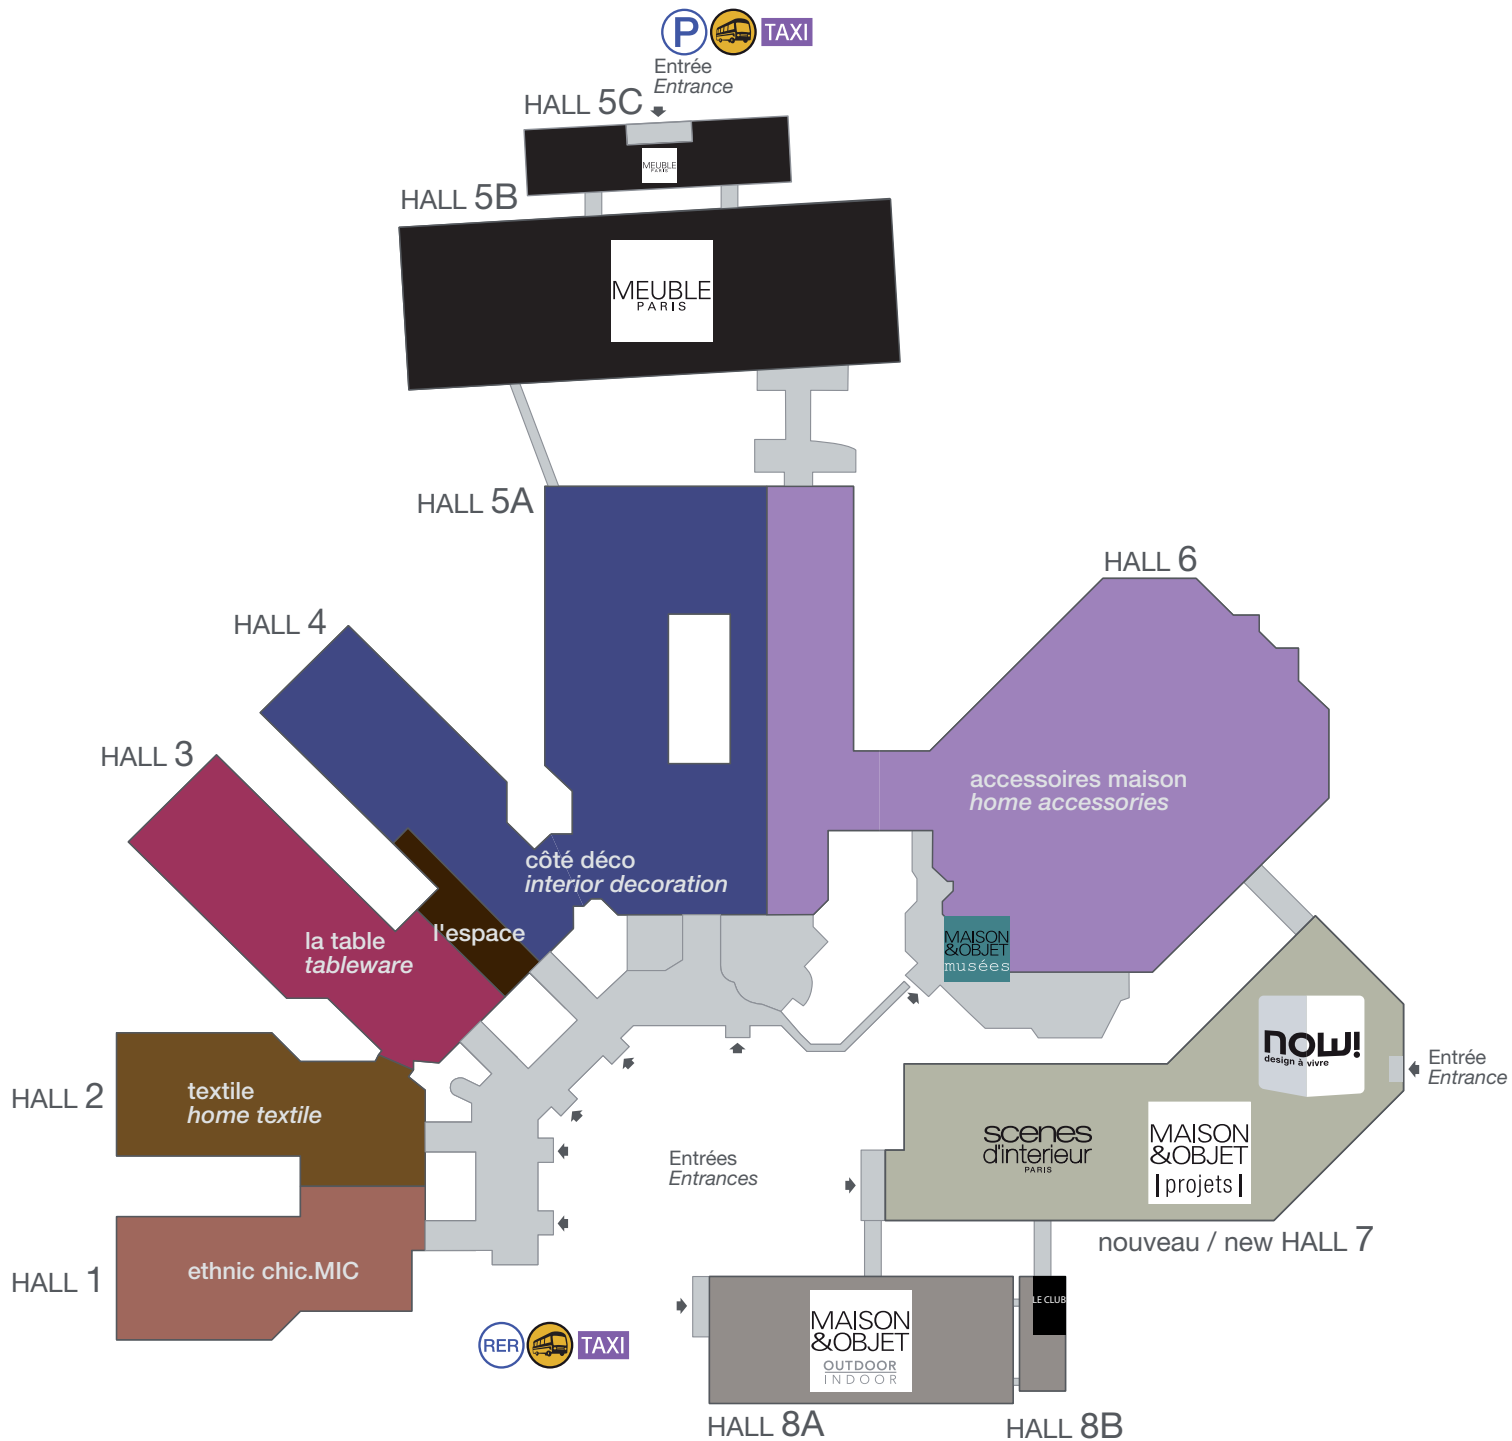 P TAXI
Entrée
Entrance
HALL 5C
MEUBLE
PARIS
HALL 5B
MEUBLE
PARIS
HALL 5A
HALL 6
HALL 4
HALL 3
accessoires maison
home accessories
côté déco
interior decoration
l'espace
la table
tableware
MAISON
&OBJET
musées
now!
design à vivre
Entrée
Entrance
HALL 2
textile
home textile
scenes
d'interieur
PARIS
MAISON
&OBJET
|projets|
Entrées
Entrances
nouveau / new HALL 7
HALL 1
ethnic chic.MIC
LE CLUB
MAISON
&OBJET
OUTDOOR
INDOOR
RER TAXI
HALL 8A
HALL 8B